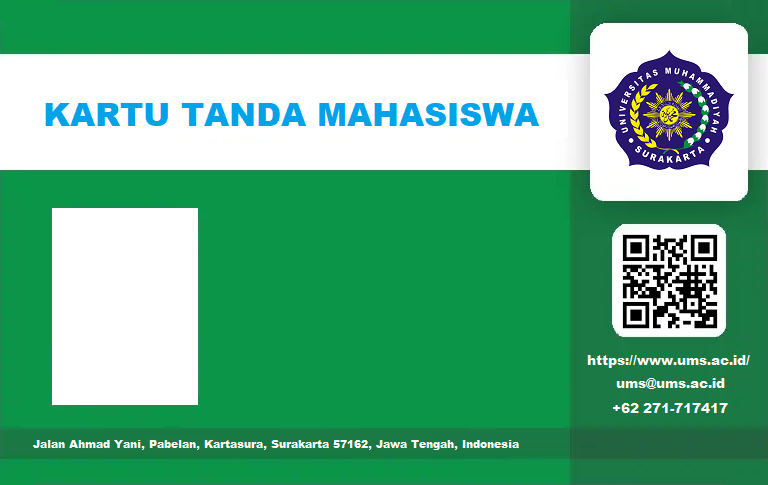 KARTU TANDA MAHASISWA
UNIVERSITAS MUHAMMADIYAH
SURAKARTA
https://www.ums.ac.id/
ums@ums.ac.id
+62 271-717417
Jalan Ahmad Yani, Pabelan, Kartasura, Surakarta 57162, Jawa Tengah, Indonesia